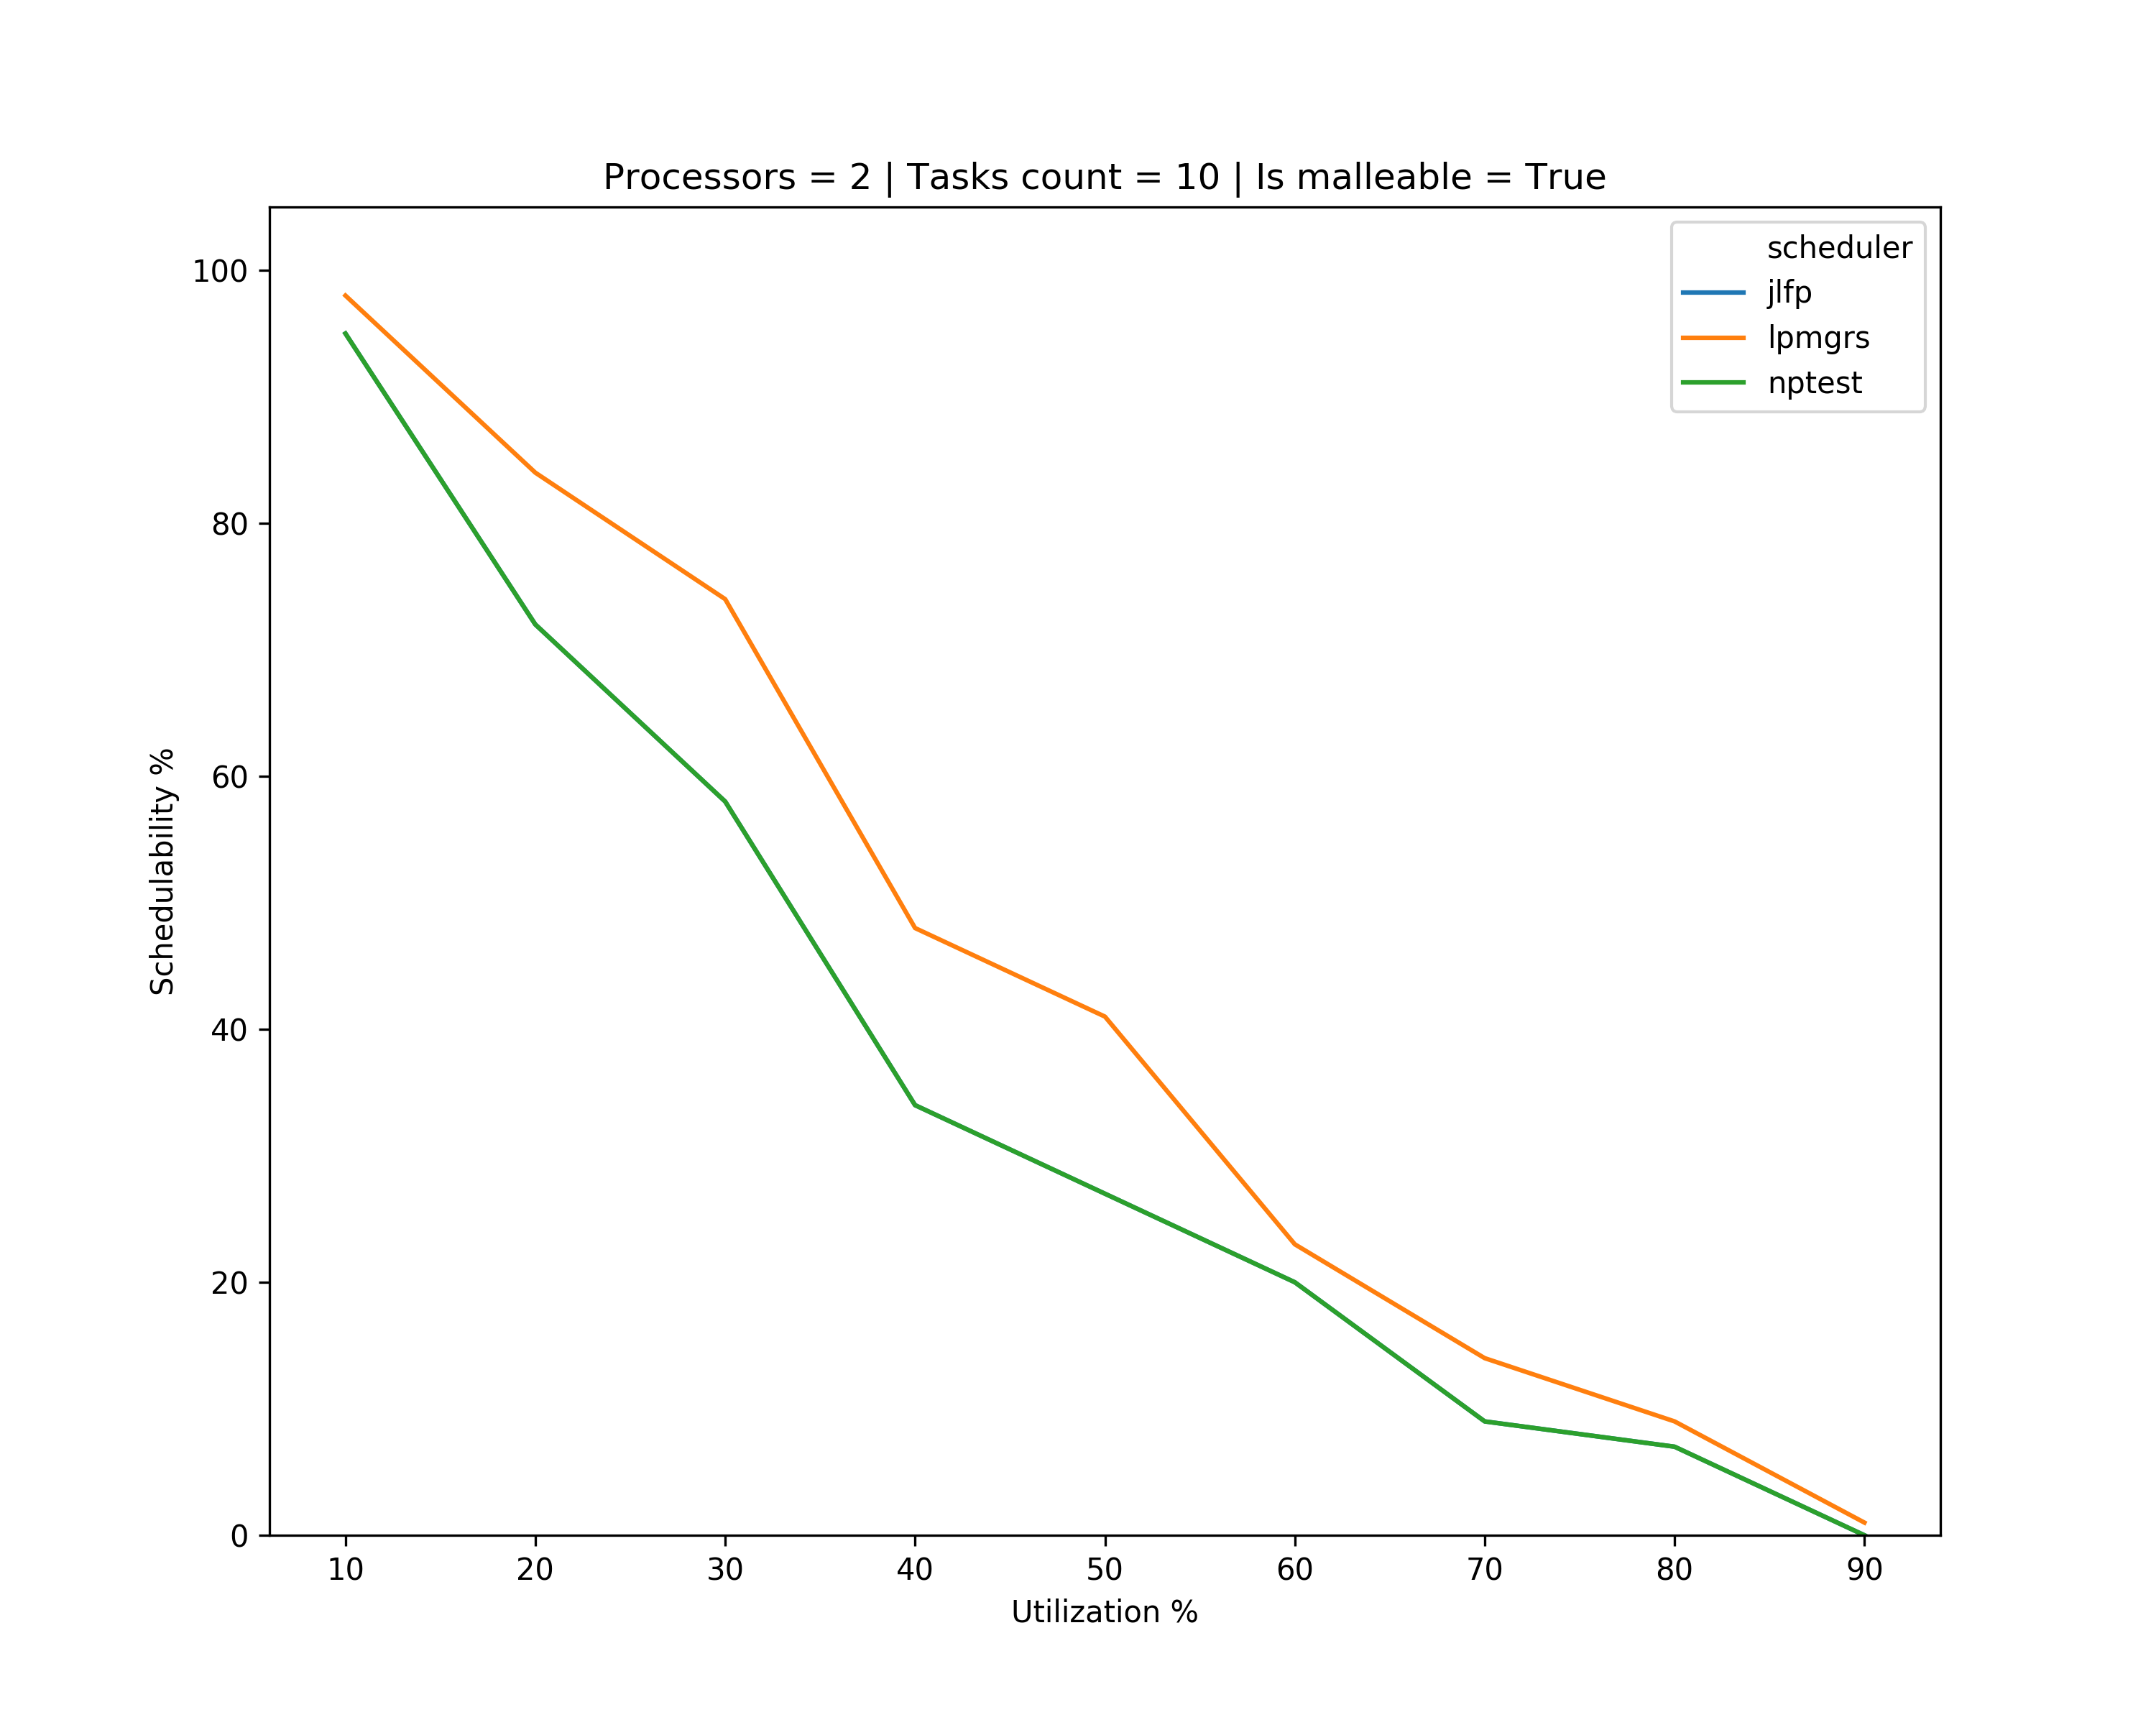 Processors = 2 | Tasks count = 10 | Is malleable = True
scheduler
jlfp
lpmgrs
nptest
100
80
60
40
20
0
Schedulability %
10 20 30 40 50 60 70 80 90
Utilization %